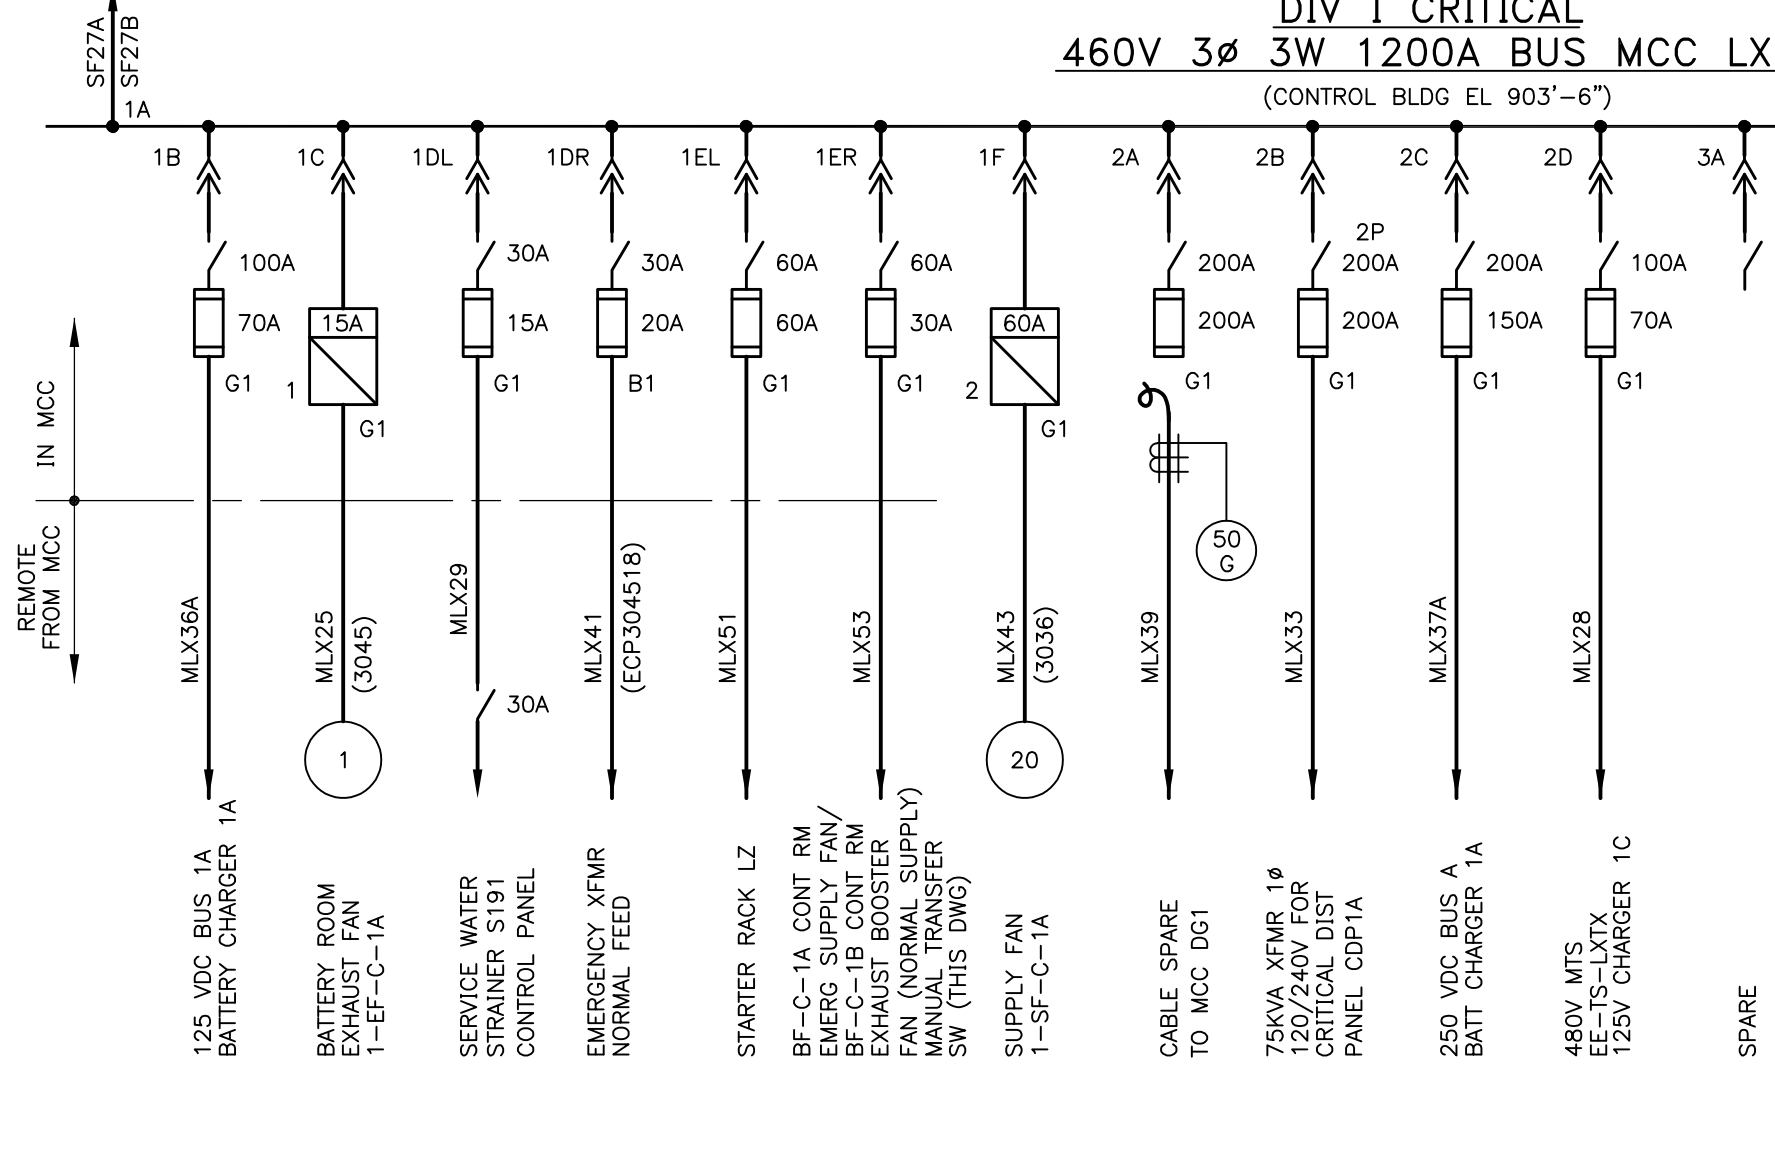 DIV I CRITICAL
460V 3ø 3W 1200A BUS MCC LX
(CONTROL BLDG EL 903'-6")
SF27A
SF27B
1A
1B
1C
1DL
1DR
1EL
1ER
1F
2A
2B
2C
2D
3A
100A
30A
30A
60A
60A
200A
2P
200A
200A
100A
70A
15A
15A
20A
60A
30A
60A
200A
200A
150A
70A
G1
1
G1
G1
B1
G1
G1
2
G1
G1
G1
G1
G1
IN MCC
REMOTE
FROM MCC
50
G
MLX36A
MLX25
(3045)
MLX29
MLX41
(ECP304518)
MLX51
MLX53
MLX43
(3036)
MLX39
MLX33
MLX37A
MLX28
30A
1
20
125 VDC BUS 1A
BATTERY CHARGER 1A
BATTERY ROOM
EXHAUST FAN
1-EF-C-1A
SERVICE WATER
STRAINER S191
CONTROL PANEL
EMERGENCY XFMR
NORMAL FEED
STARTER RACK LZ
BF-C-1A CONT RM
EMERG SUPPLY FAN/
BF-C-1B CONT RM
EXHAUST BOOSTER
FAN (NORMAL SUPPLY)
MANUAL TRANSFER
SW (THIS DWG)
SUPPLY FAN
1-SF-C-1A
CABLE SPARE
TO MCC DG1
75KVA XFMR 1ø
120/240V FOR
CRITICAL DIST
PANEL CDP1A
250 VDC BUS A
BATT CHARGER 1A
480V MTS
EE-TS-LXTX
125V CHARGER 1C
SPARE